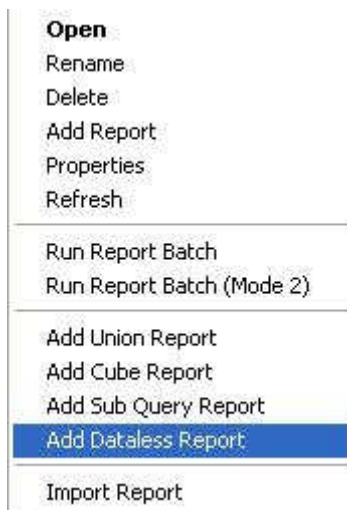 Open
Rename
Delete
Add Report
Properties
Refresh
Run Report Batch
Run Report Batch (Mode 2)
Add Union Report
Add Cube Report
Add Sub Query Report
Add Dataless Report
Import Report